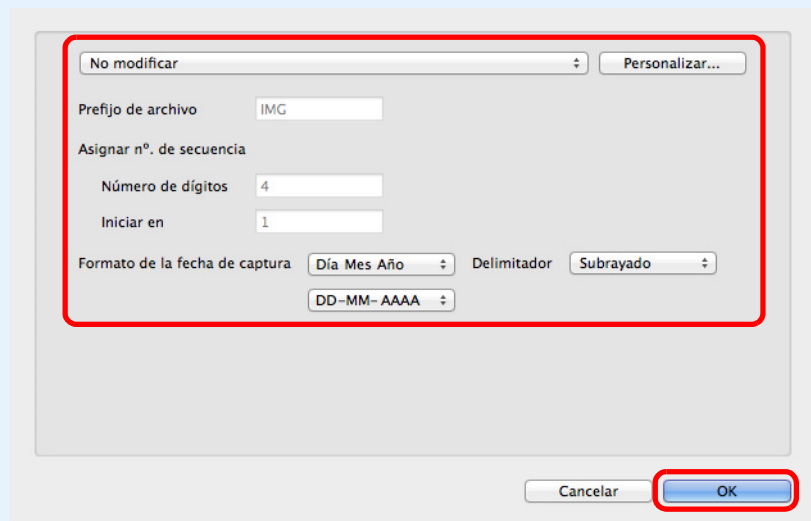 No modificar Personalizar...
Prefijo de archivo IMG
Asignar nº. de secuencia
Número de dígitos 4
Iniciar en 1
Formato de la fecha de captura Día Mes Año Delimitador Subrayado
DD-MM-AAAA
Cancelar OK